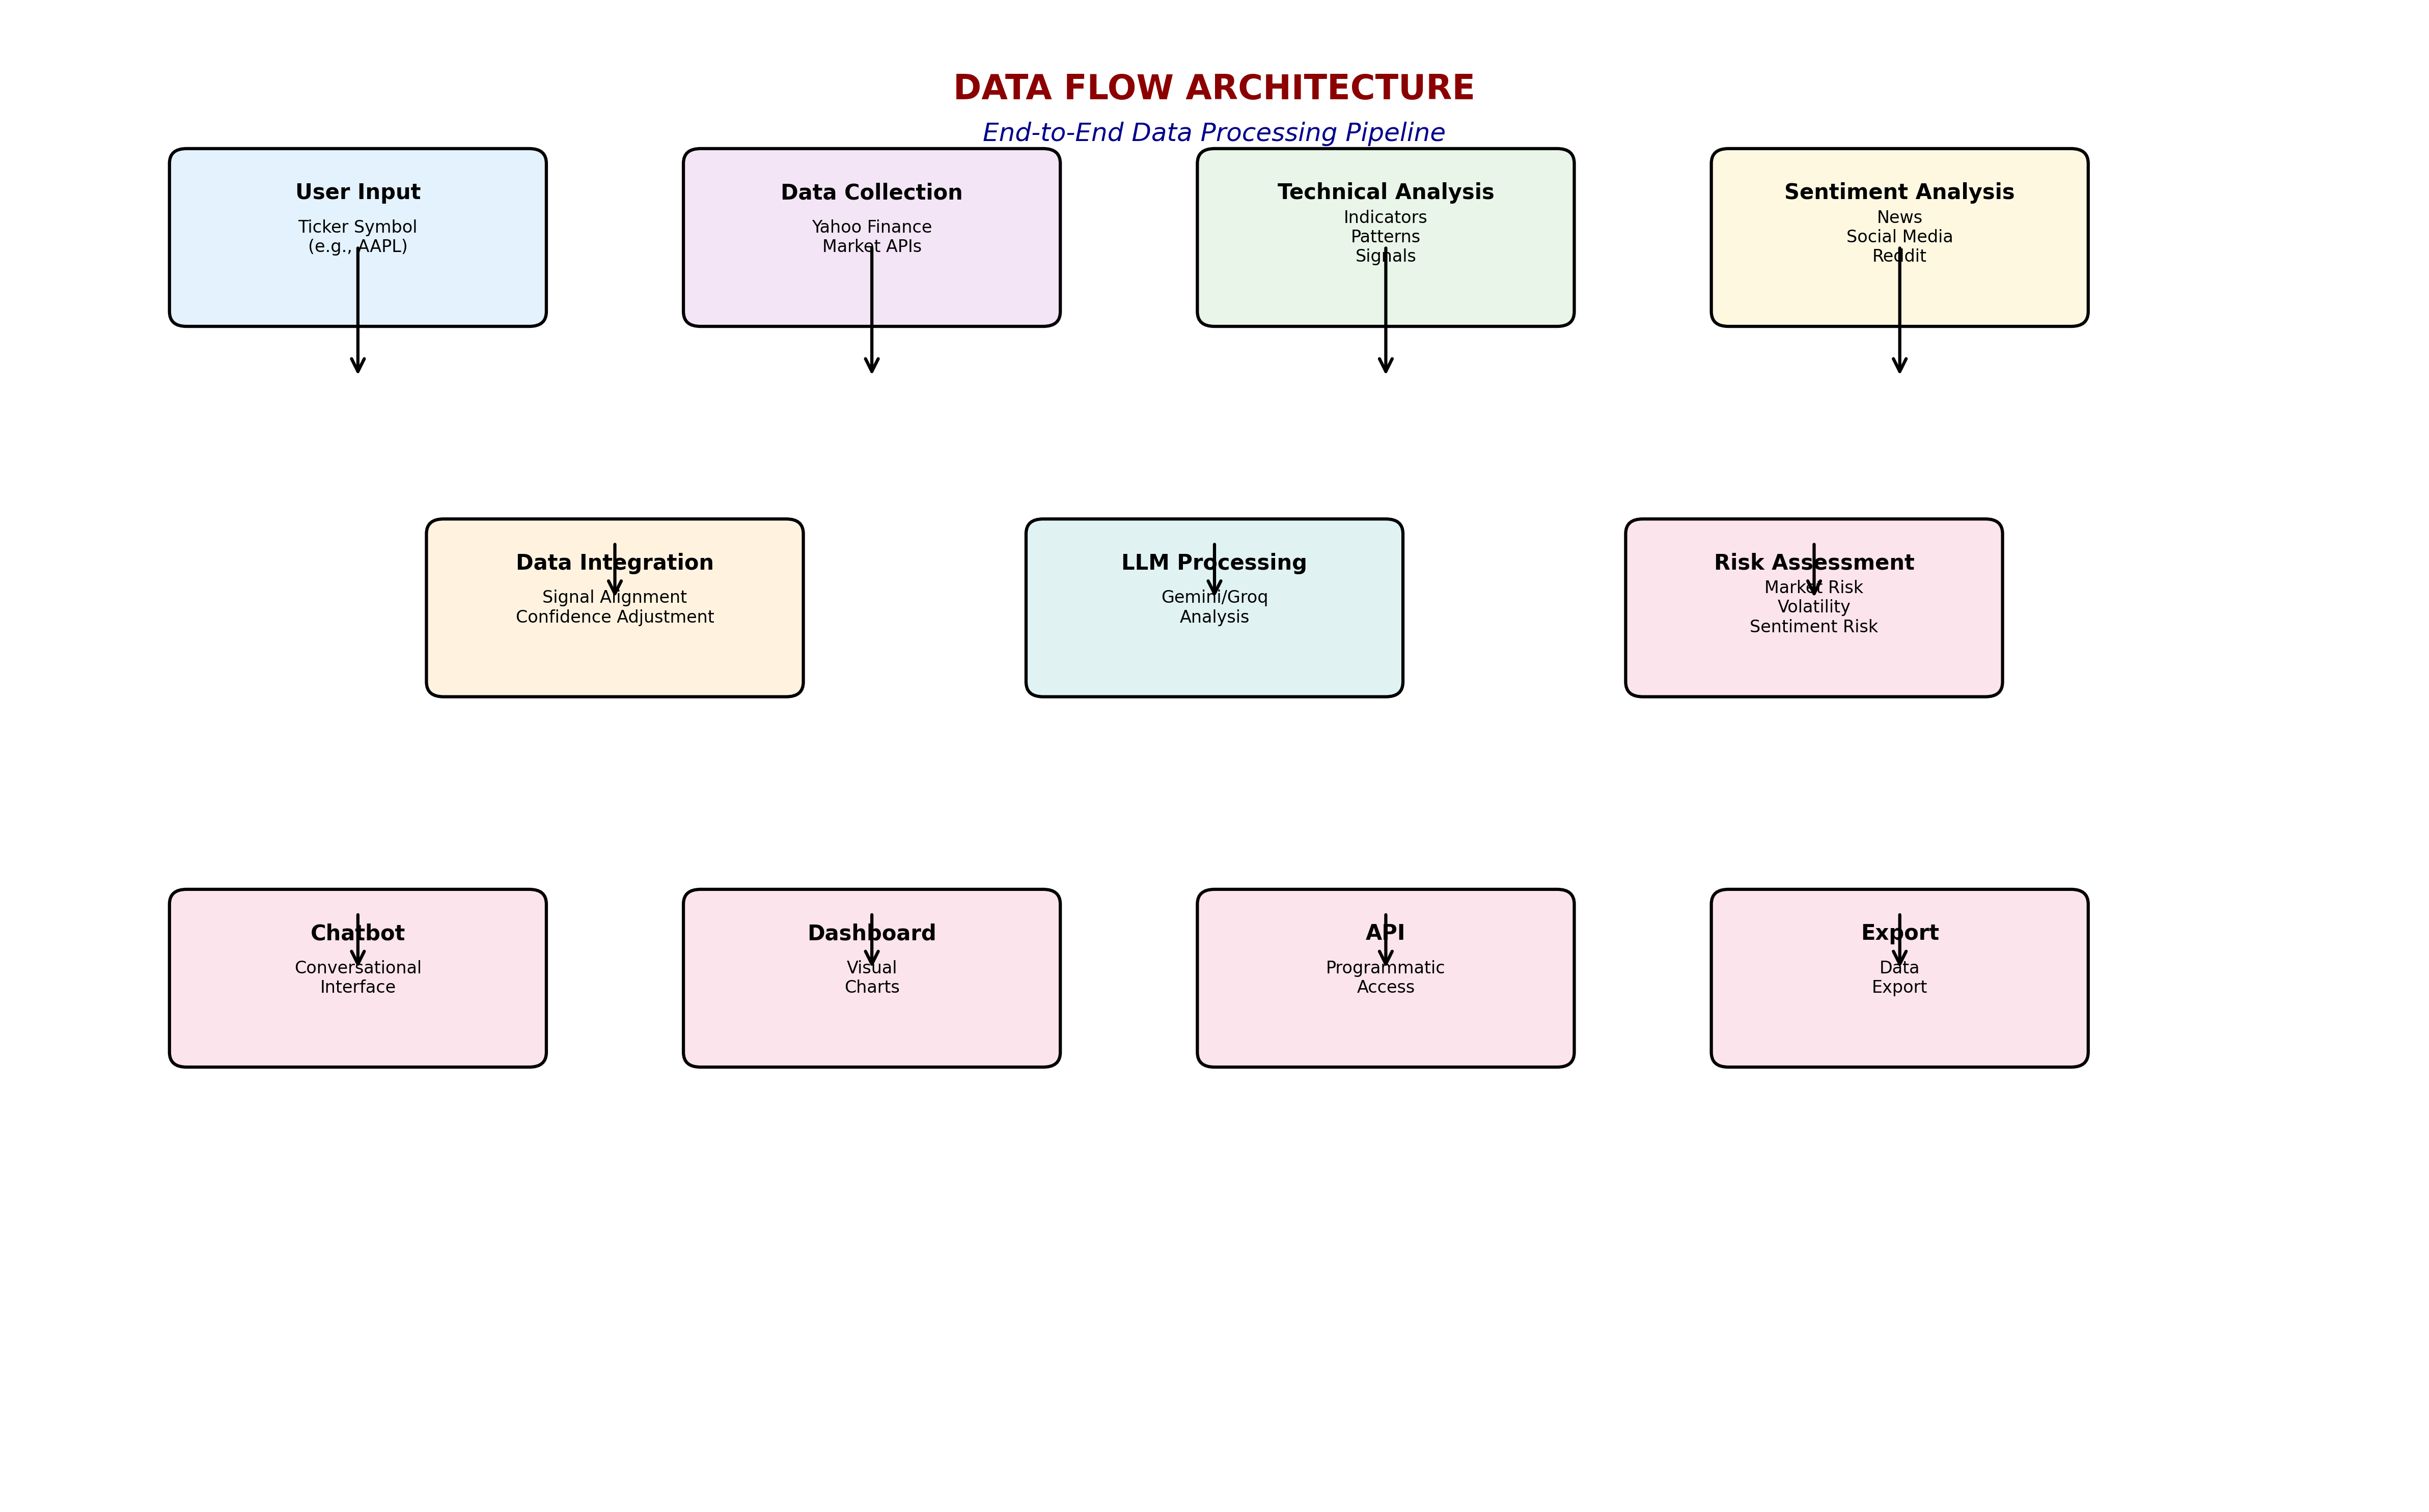 DATA FLOW ARCHITECTURE
End-to-End Data Processing Pipeline
User Input
Ticker Symbol
(e.g., AAPL)
Data Collection
Yahoo Finance
Market APIs
Technical Analysis
Indicators
Patterns
Signals
Sentiment Analysis
News
Social Media
Reddit
Data Integration
Signal Alignment
Confidence Adjustment
LLM Processing
Gemini/Groq
Analysis
Risk Assessment
Market Risk
Volatility
Sentiment Risk
Chatbot
Conversational
Interface
Dashboard
Visual
Charts
API
Programmatic
Access
Export
Data
Export